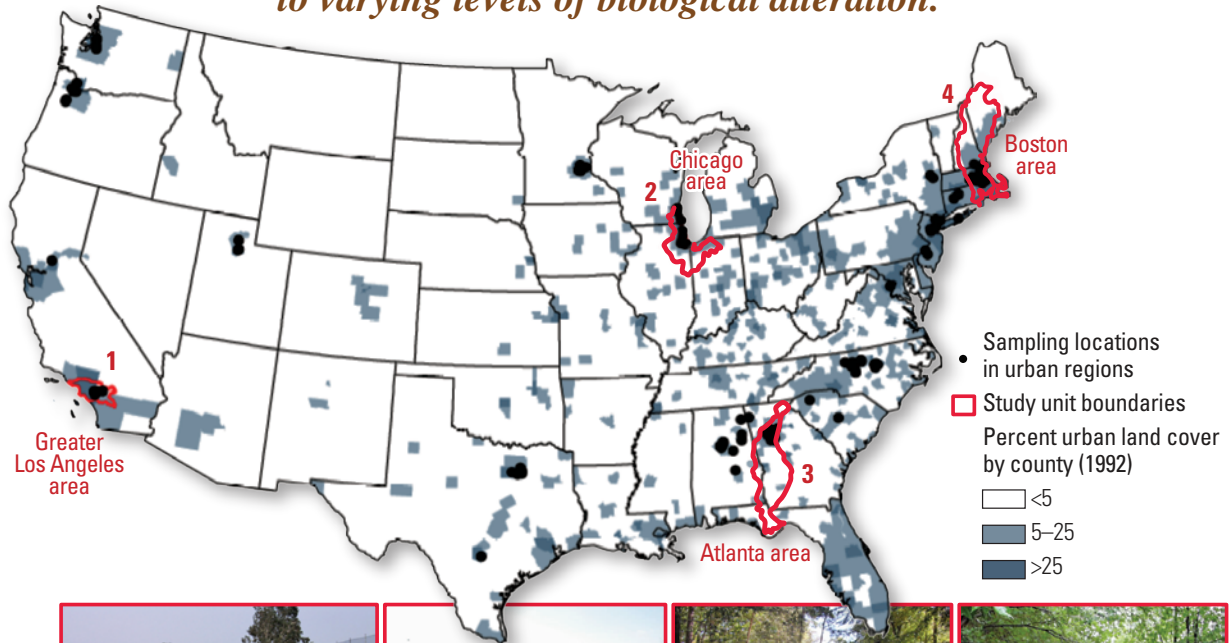 to varying levels of biological alteration.
4
Boston
area
Chicago
area
2
1
Greater
Los Angeles
area
3
Atlanta area
Sampling locations
in urban regions
Study unit boundaries
Percent urban land cover
by county (1992)
<5
5–25
>25